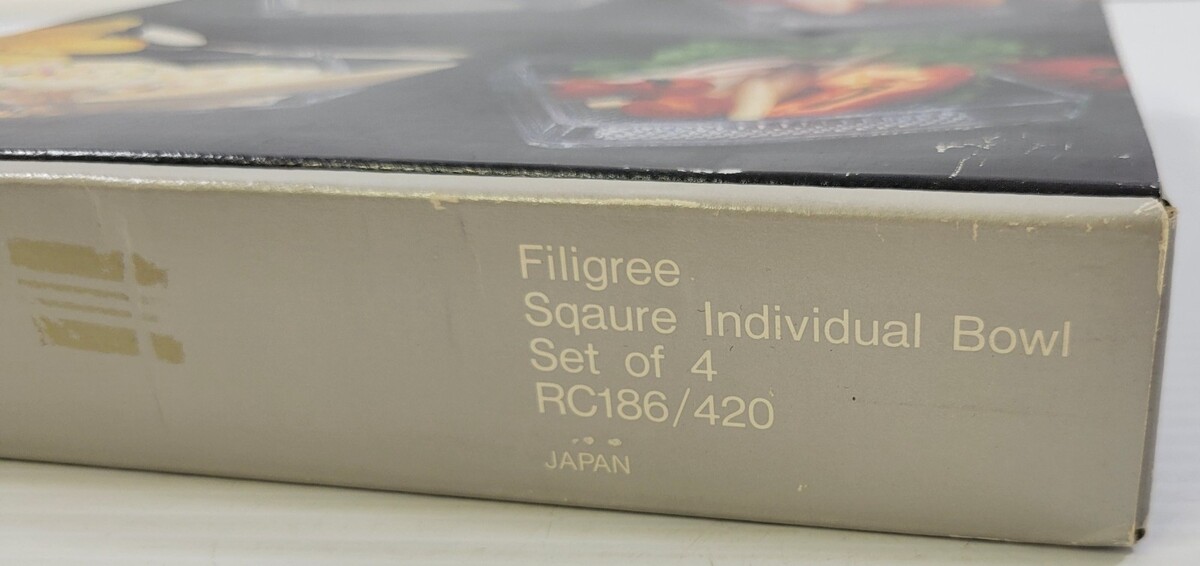 Filigree
Sqaure Individual Bowl
Set of 4
RC186/420
JAPAN